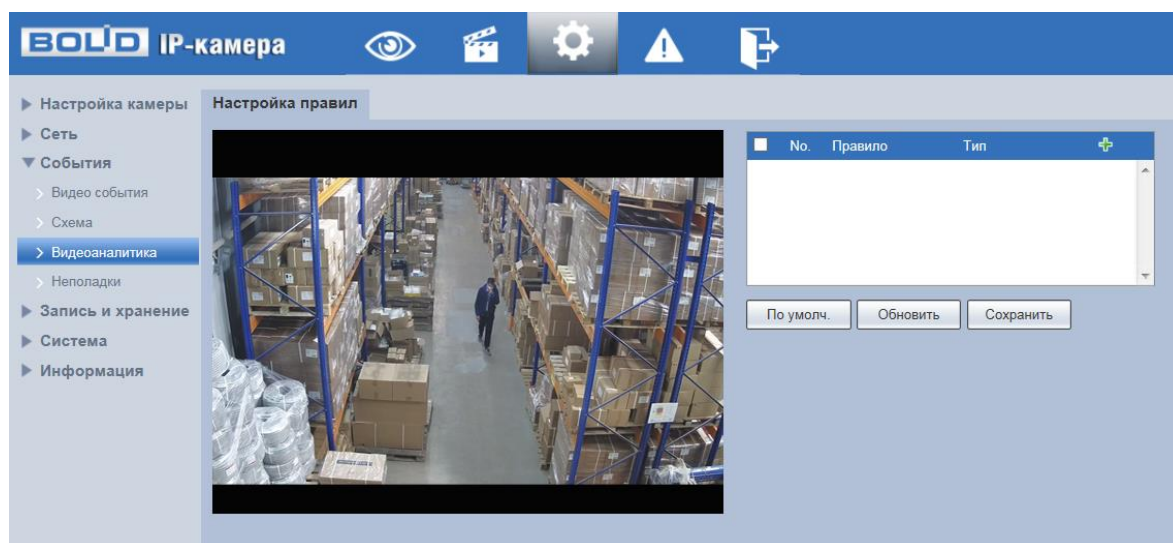 BOLID IP-камера
Настройка камеры
Сеть
События
Видео события
Схема
Видеоаналитика
Неполадки
Запись и хранение
Система
Информация
Настройка правил
No. Правило Тип
По умолч. Обновить Сохранить